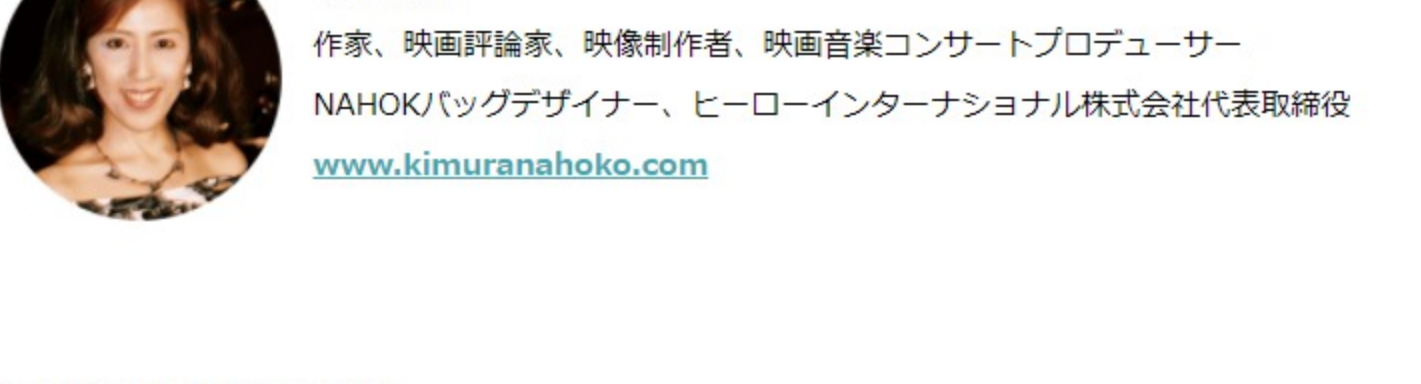 作家、映画評論家、映像制作者、映画音楽コンサートプロデューサー
NAHOKバッグデザイナー、ヒーローインターナショナル株式会社代表取締役
www.kimuranahoko.com